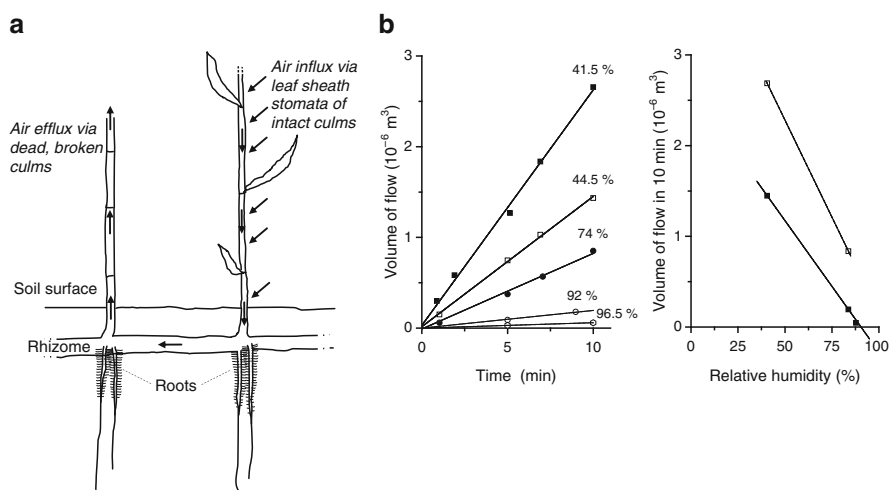 a
Air influx via
leaf sheath
stomata of
intact culms
Air efflux via
dead, broken
culms
Soil surface
Rhizome
Roots
b
Volume of flow (10⁻⁶ m³)
3
2
1
0
0
5
10
Time (min)
41.5 %
44.5 %
74 %
92 %
96.5 %
Volume of flow in 10 min (10⁻⁶ m³)
3
2
1
0
0
25
50
75
100
Relative humidity (%)